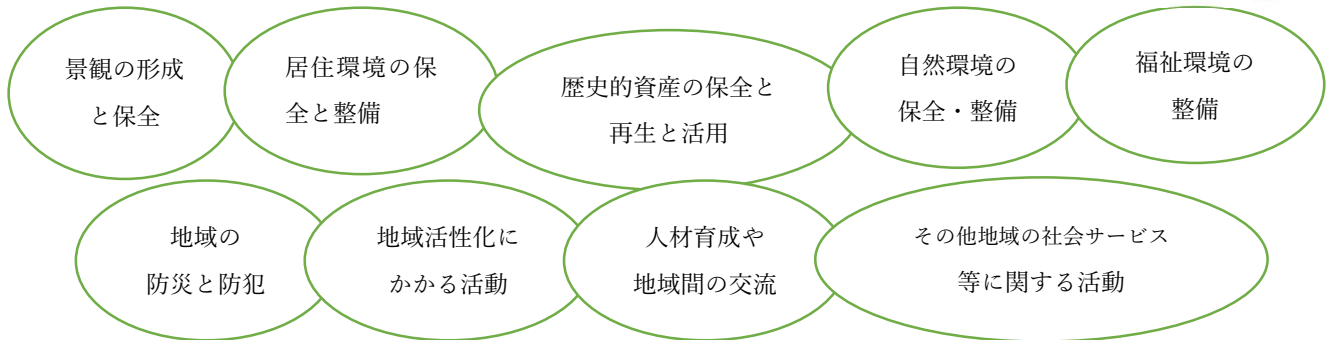 景観の形成
と保全
居住環境の保
全と整備
歴史的資産の保全と
再生と活用
自然環境の
保全・整備
福祉環境の
整備
地域の
防災と防犯
地域活性化に
かかる活動
人材育成や
地域間の交流
その他地域の社会サービス
等に関する活動